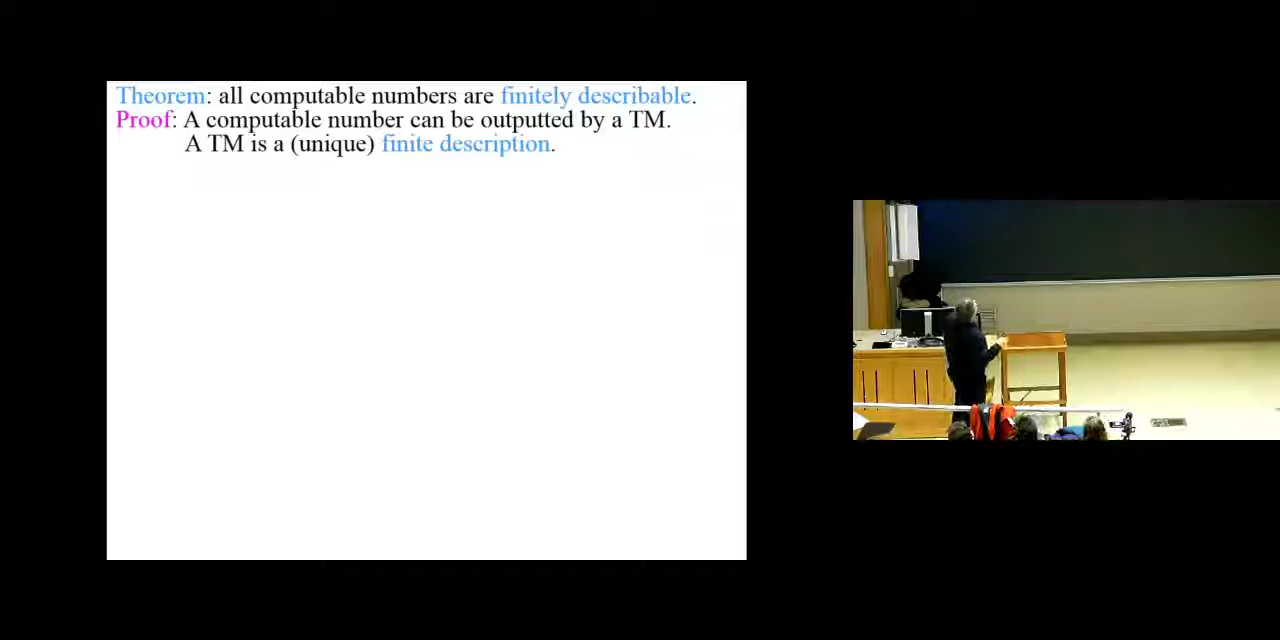 Theorem: all computable numbers are finitely describable.
Proof: A computable number can be outputted by a TM.
A TM is a (unique) finite description.